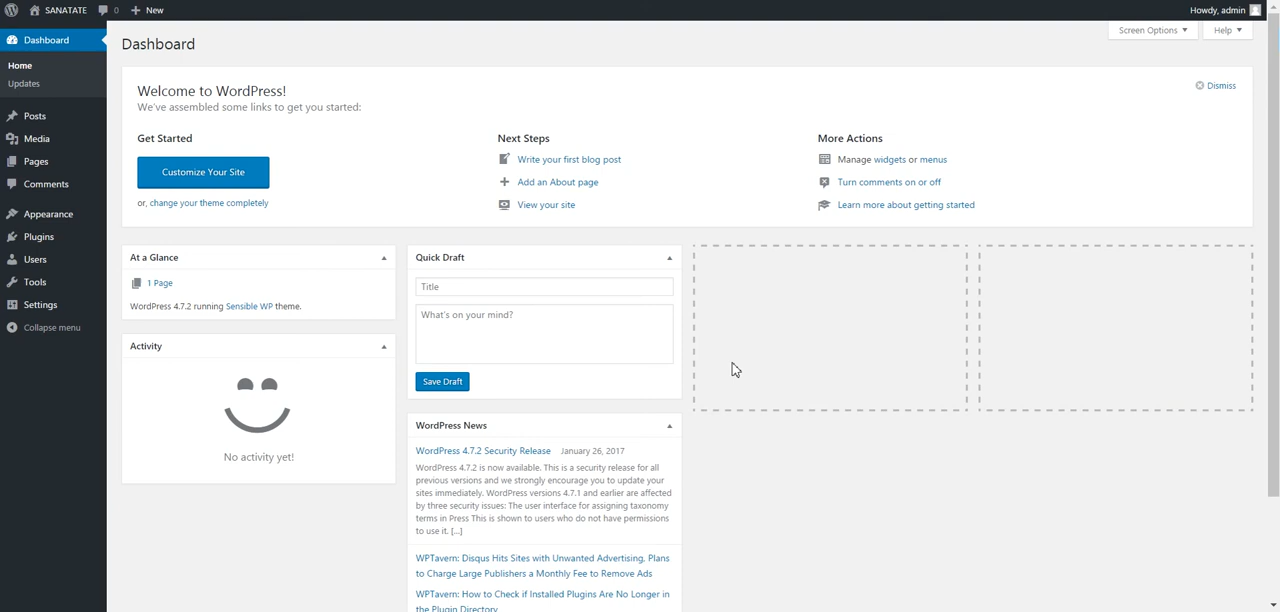 SANATATE 0 New Howdy, admin
Screen Options Help
Dashboard
Home
Updates
Posts
Media
Pages
Comments
Appearance
Plugins
Users
Tools
Settings
Collapse menu
Dashboard
Welcome to WordPress!
We've assembled some links to get you started:
Dismiss
Get Started
Customize Your Site
or, change your theme completely
Next Steps
Write your first blog post
Add an About page
View your site
More Actions
Manage widgets or menus
Turn comments on or off
Learn more about getting started
At a Glance
1 Page
WordPress 4.7.2 running Sensible WP theme.
Activity
No activity yet!
Quick Draft
Title
What's on your mind?
Save Draft
WordPress News
WordPress 4.7.2 Security Release January 26, 2017
WordPress 4.7.2 is now available. This is a security release for all
previous versions and we strongly encourage you to update your
sites immediately. WordPress versions 4.7.1 and earlier are affected
by three security issues: The user interface for assigning taxonomy
terms in Press This is shown to users who do not have permissions
to use it. [...]
WPTavern: Disqus Hits Sites with Unwanted Advertising, Plans
to Charge Large Publishers a Monthly Fee to Remove Ads
WPTavern: How to Check if Installed Plugins Are No Longer in
the Plugin Directory